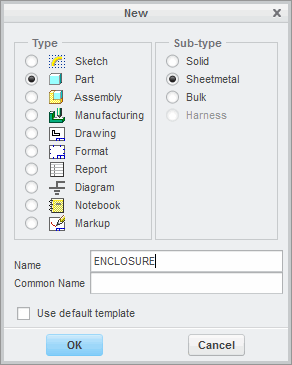 New
Type
Sub-type
Sketch
Solid
Part
Sheetmetal
Assembly
Bulk
Manufacturing
Harness
Drawing
Format
Report
Diagram
Notebook
Markup
Name
ENCLOSURE
Common Name
Use default template
OK
Cancel